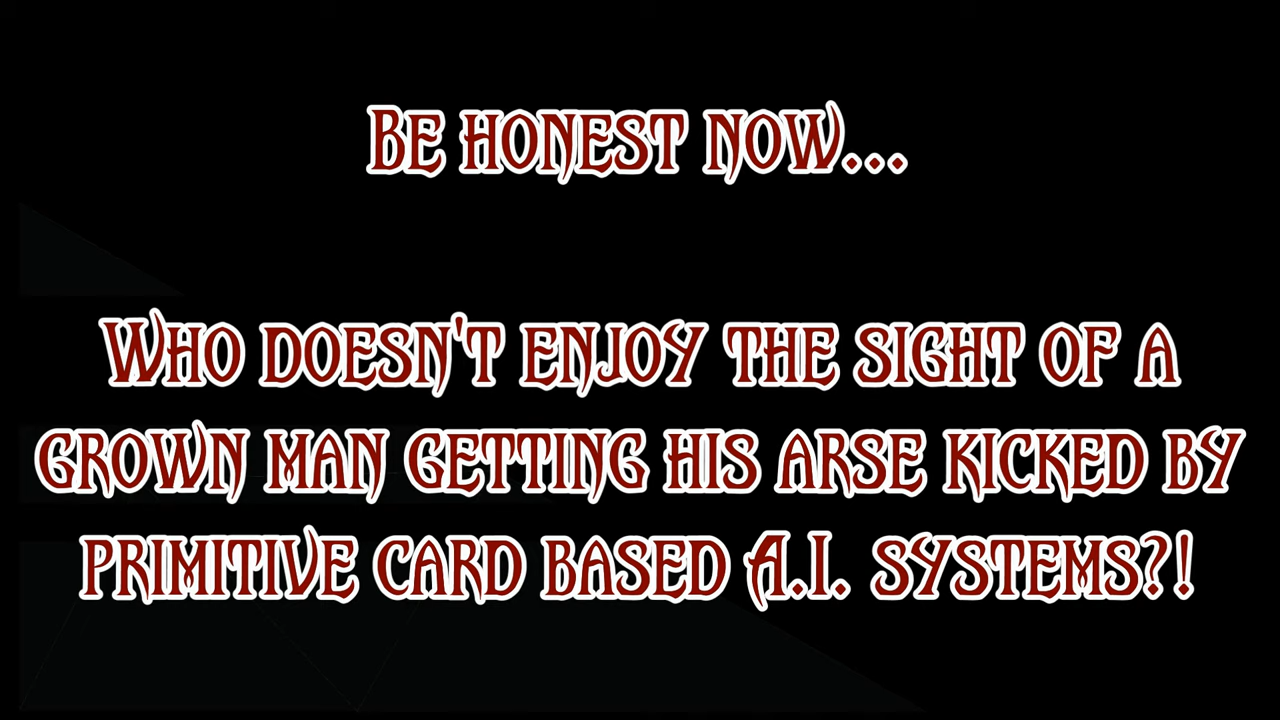 Be honest now...
Who doesn't enjoy the sight of a
grown man getting his arse kicked by
primitive card based A.I. systems?!